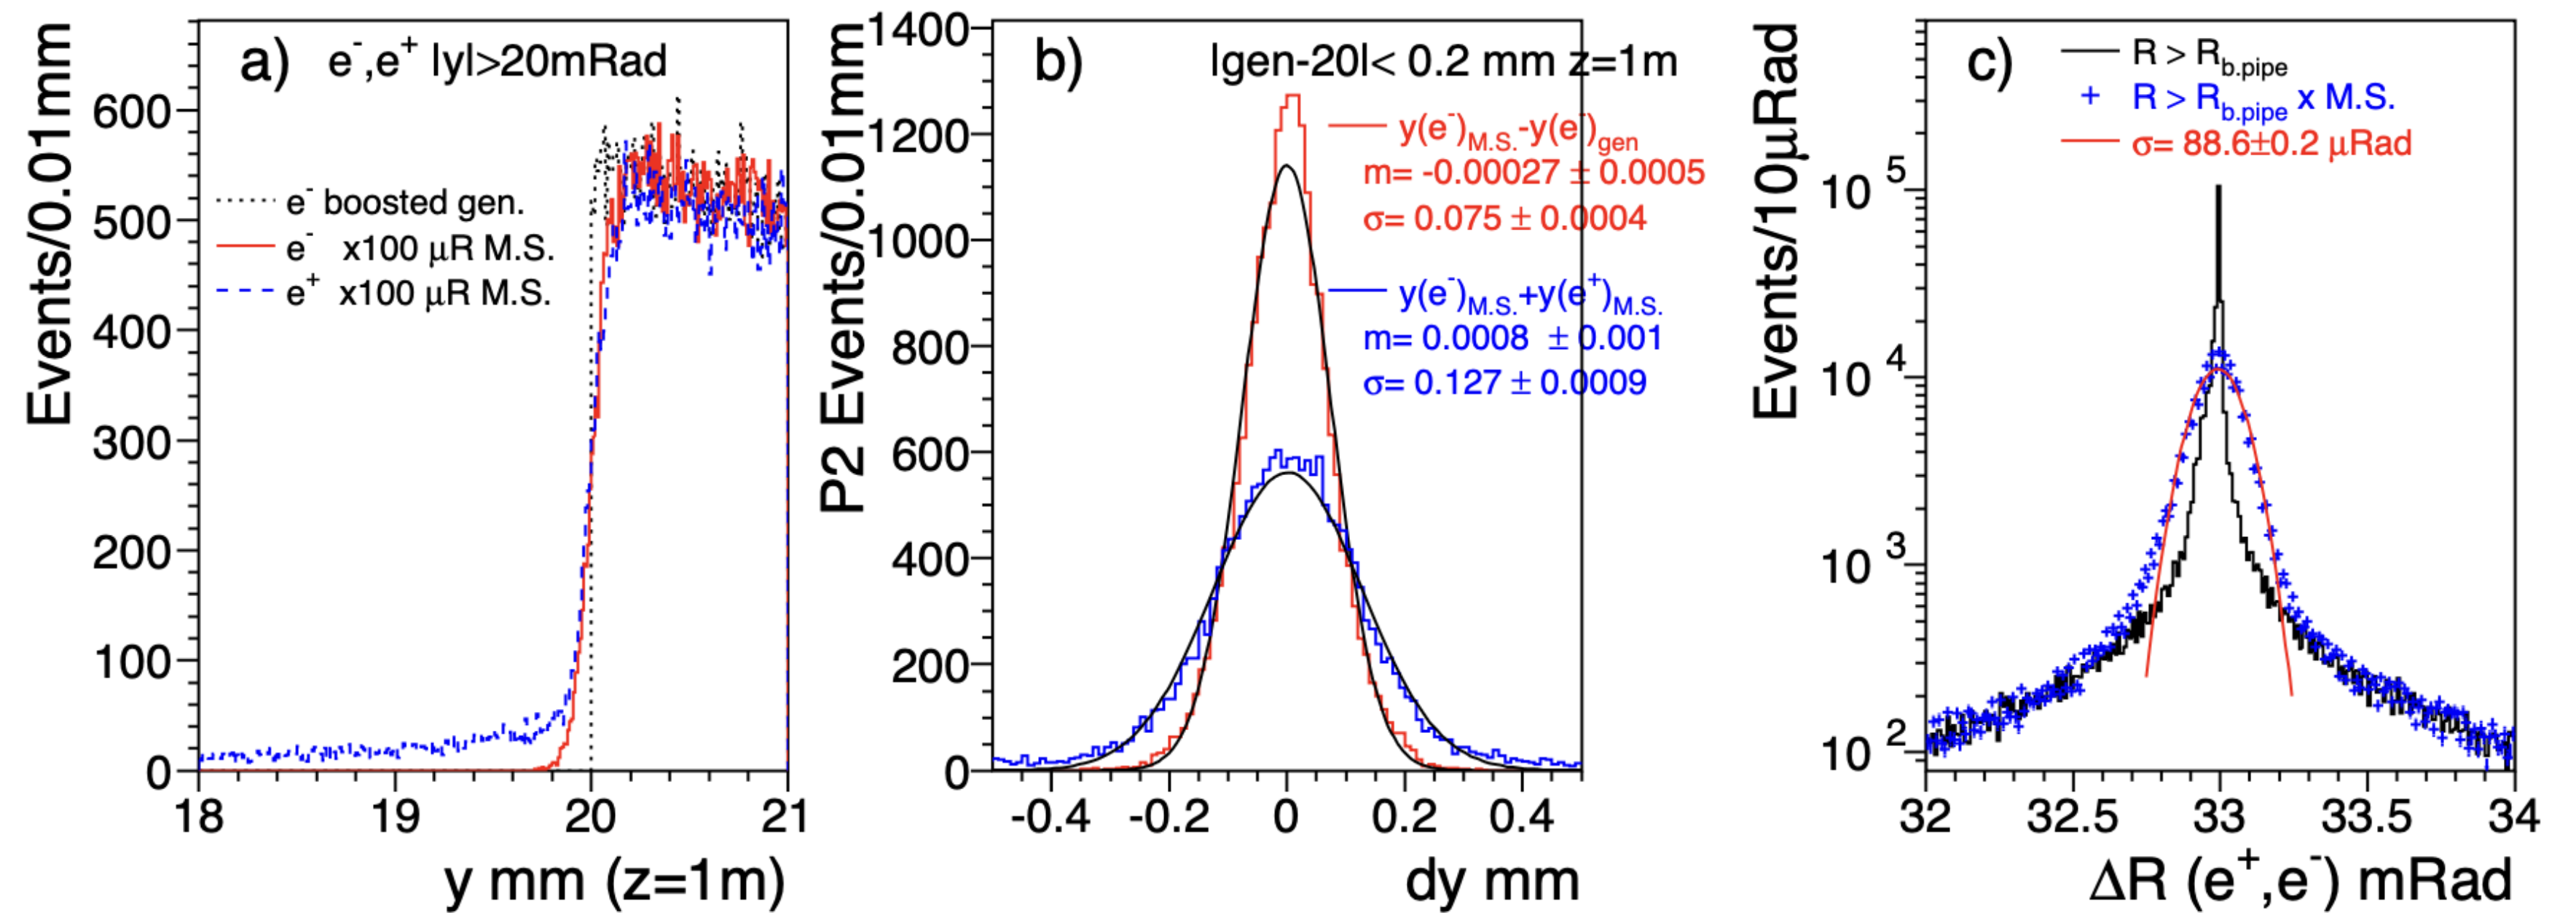 a) e⁻,e⁺ |y|>20mRad
e⁻ boosted gen.
e⁻ x100 μR M.S.
e⁺ x100 μR M.S.
Events/0.01mm
600
500
400
300
200
100
0
18 19 20 21
y mm (z=1m)
b) |gen-20|< 0.2 mm z=1m
y(e⁻)M.S.-y(e⁻)gen
m= -0.00027 ± 0.0005
σ= 0.075 ± 0.0004
y(e⁻)M.S.+y(e⁺)M.S.
m= 0.0008 ± 0.001
σ= 0.127 ± 0.0009
P2 Events/0.01mm
1400
1200
1000
800
600
400
200
0
-0.4 -0.2 0 0.2 0.4
dy mm
c) R > Rb.pipe
R > Rb.pipe x M.S.
σ= 88.6±0.2 μRad
Events/10μRad
10⁵
10⁴
10³
10²
32 32.5 33 33.5 34
ΔR (e⁺,e⁻) mRad